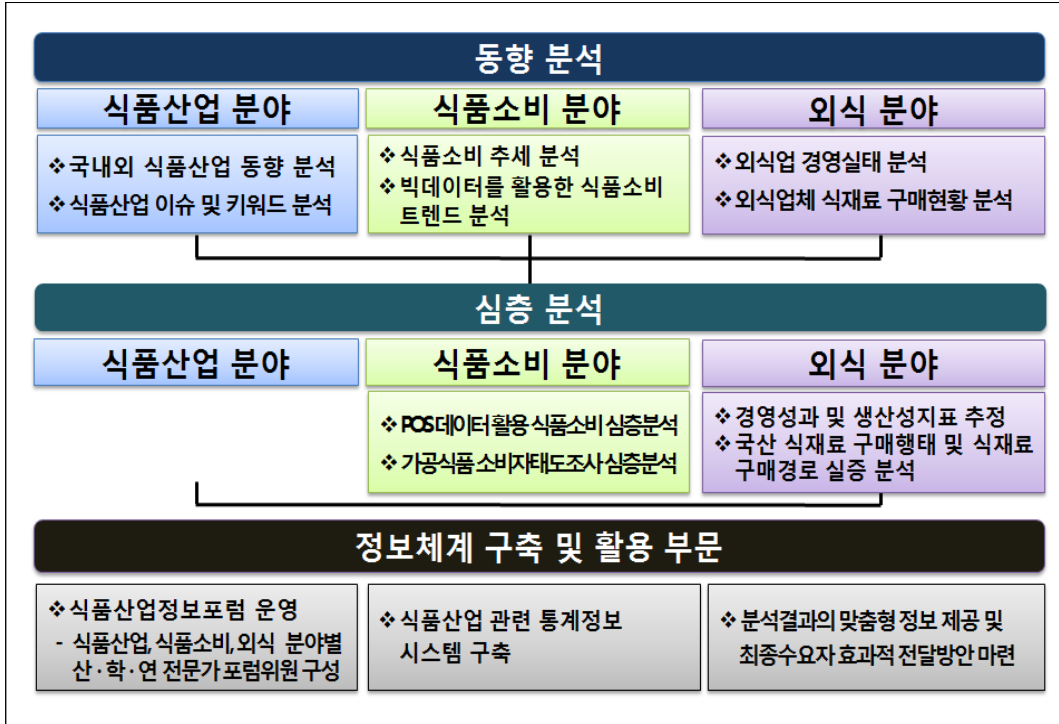 동향 분석
식품산업 분야
❖국내외 식품산업 동향 분석
❖식품산업 이슈 및 키워드 분석
식품소비 분야
❖식품소비 추세 분석
❖빅데이터를 활용한 식품소비
트렌드 분석
외식 분야
❖외식업 경영실태 분석
❖외식업체 식재료 구매현황 분석
심층 분석
식품산업 분야
식품소비 분야
❖POS 데이터 활용 식품소비 심층분석
❖가공식품 소비자태도조사 심층분석
외식 분야
❖경영성과 및 생산성지표 추정
❖국산 식재료 구매행태 및 식재료
구매경로 실증 분석
정보체계 구축 및 활용 부문
❖식품산업정보포럼 운영
- 식품산업, 식품소비, 외식 분야별
산·학·연 전문가 포럼위원 구성
❖식품산업 관련 통계정보
시스템 구축
❖분석결과의 맞춤형 정보 제공 및
최종수요자 효과적 전달방안 마련